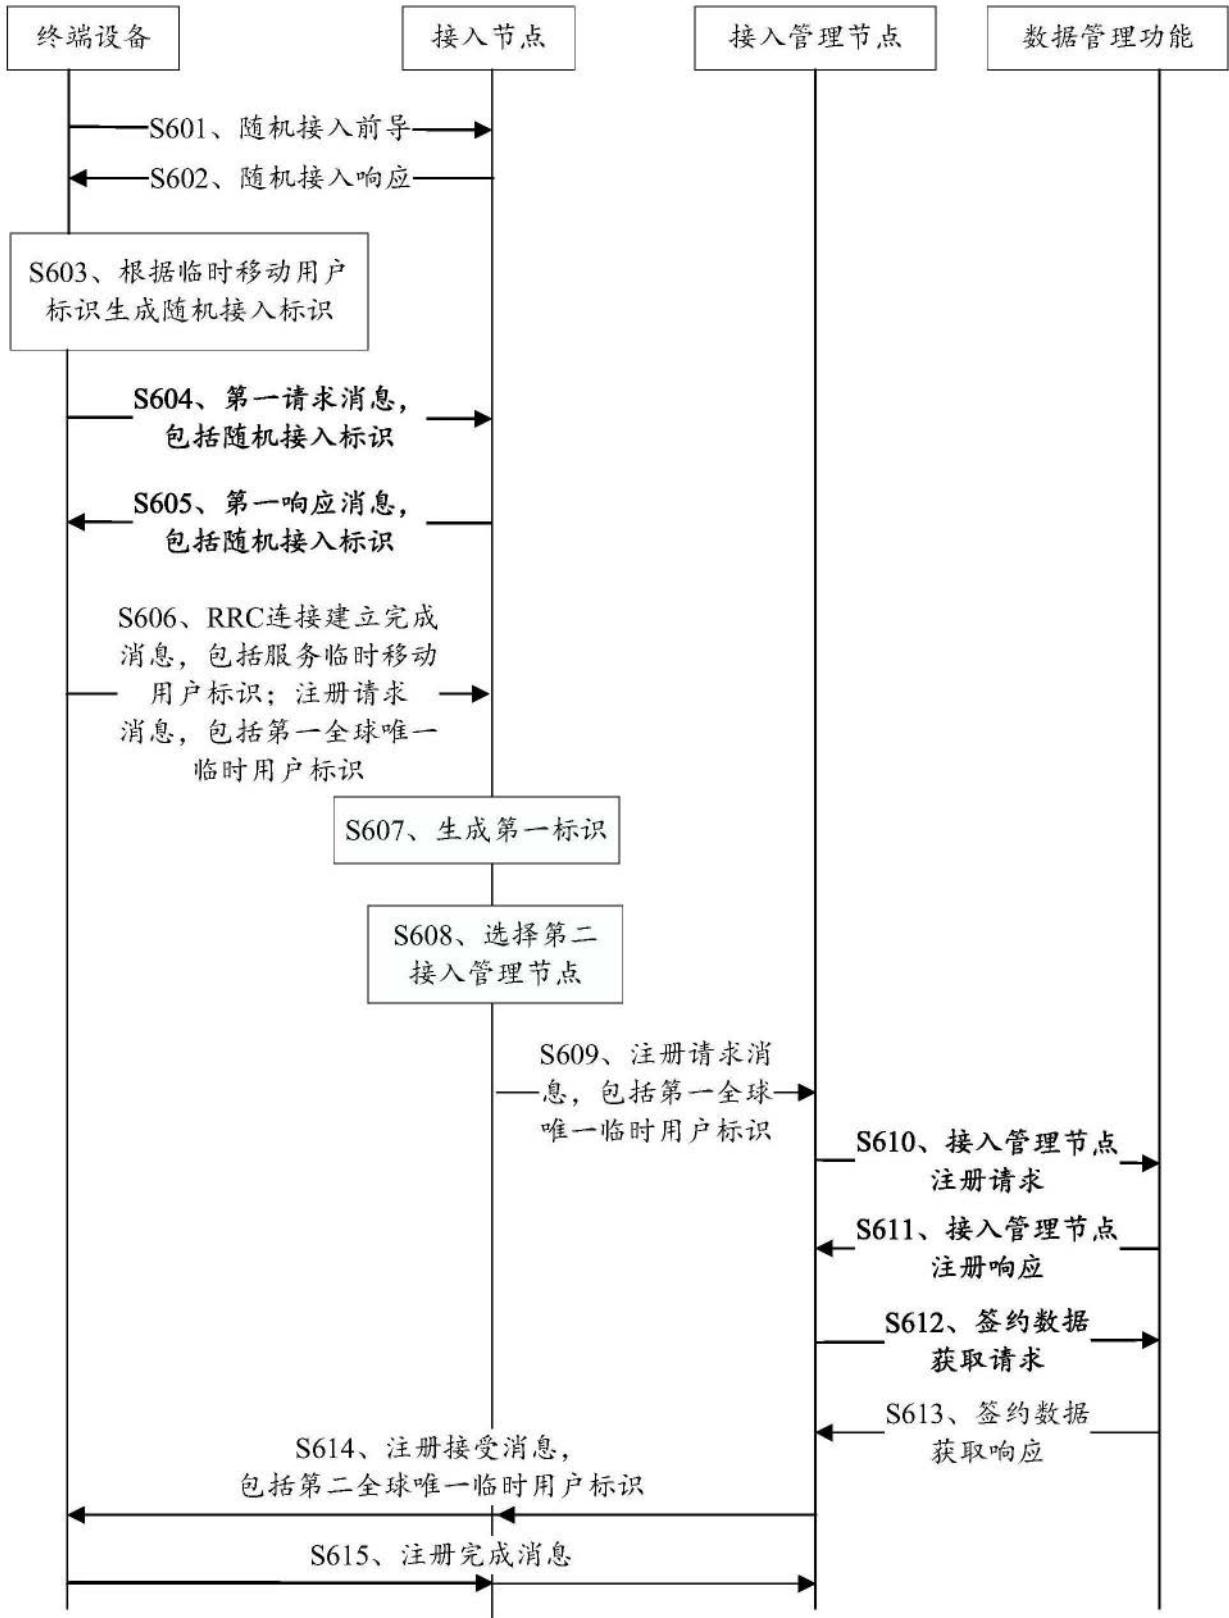 终端设备
接入节点
接入管理节点
数据管理功能
S601、随机接入前导
S602、随机接入响应
S603、根据临时移动用户
标识生成随机接入标识
S604、第一请求消息，
包括随机接入标识
S605、第一响应消息，
包括随机接入标识
S606、RRC连接建立完成
消息，包括服务临时移动
用户标识；注册请求
消息，包括第一全球唯一
临时用户标识
S607、生成第一标识
S608、选择第二
接入管理节点
S609、注册请求消
息，包括第一全球
唯一临时用户标识
S610、接入管理节点
注册请求
S611、接入管理节点
注册响应
S612、签约数据
获取请求
S613、签约数据
获取响应
S614、注册接受消息，
包括第二全球唯一临时用户标识
S615、注册完成消息